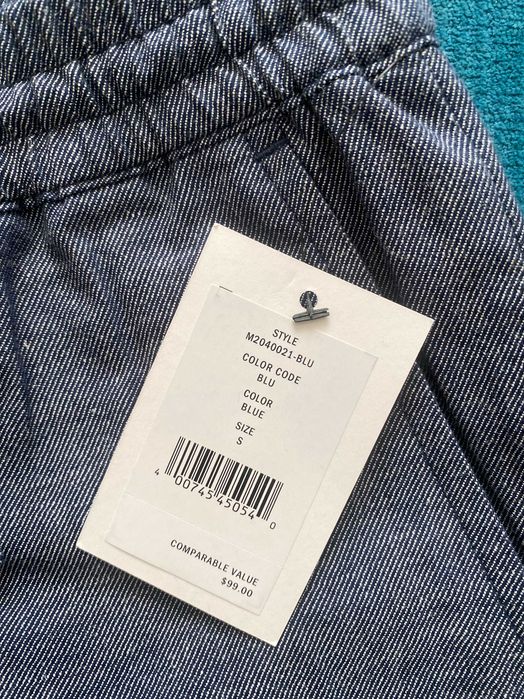 STYLE
M2040021-BLU
COLOR CODE
BLU
COLOR
BLUE
SIZE
S
4 00745 45054 0
COMPARABLE VALUE
$99.00